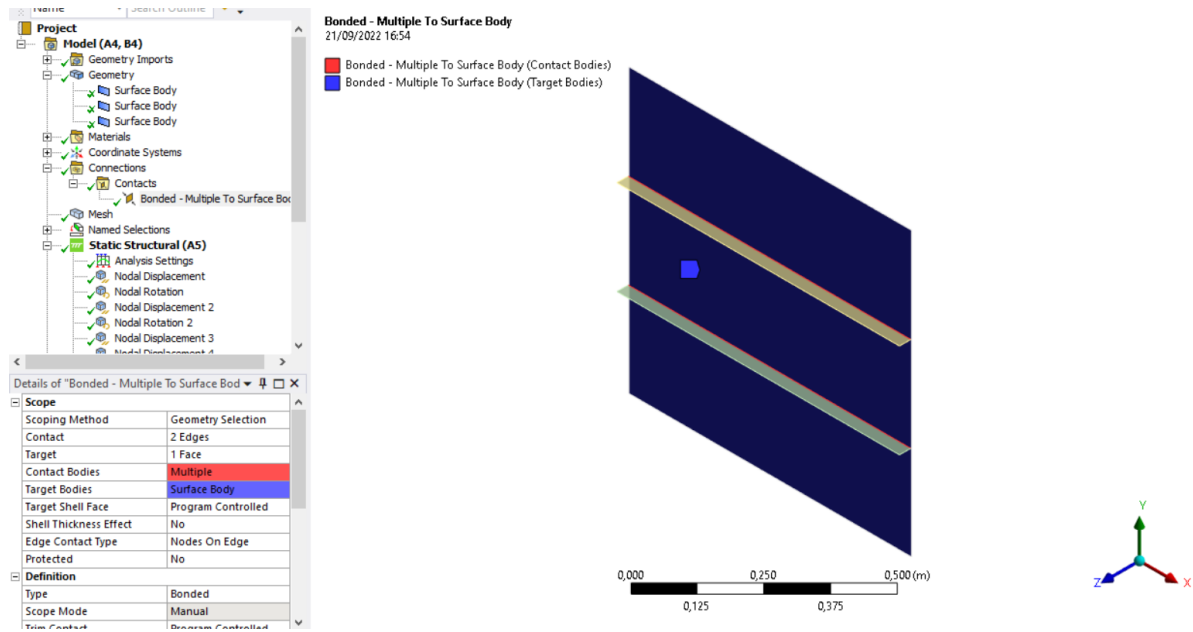 Name
Search Outline
Project
Model (A4, B4)
Geometry Imports
Geometry
Surface Body
Surface Body
Surface Body
Materials
Coordinate Systems
Connections
Contacts
Bonded - Multiple To Surface Boc
Mesh
Named Selections
Static Structural (A5)
Analysis Settings
Nodal Displacement
Nodal Rotation
Nodal Displacement 2
Nodal Rotation 2
Nodal Displacement 3
Nodal Displacement 4
Details of "Bonded - Multiple To Surface Bod
Scope
Scoping Method Geometry Selection
Contact 2 Edges
Target 1 Face
Contact Bodies Multiple
Target Bodies Surface Body
Target Shell Face Program Controlled
Shell Thickness Effect No
Edge Contact Type Nodes On Edge
Protected No
Definition
Type Bonded
Scope Mode Manual
Trim Contact Program Controlled
Bonded - Multiple To Surface Body
21/09/2022 16:54
Bonded - Multiple To Surface Body (Contact Bodies)
Bonded - Multiple To Surface Body (Target Bodies)
0,000 0,250 0,500 (m)
0,125 0,375
Y
Z X